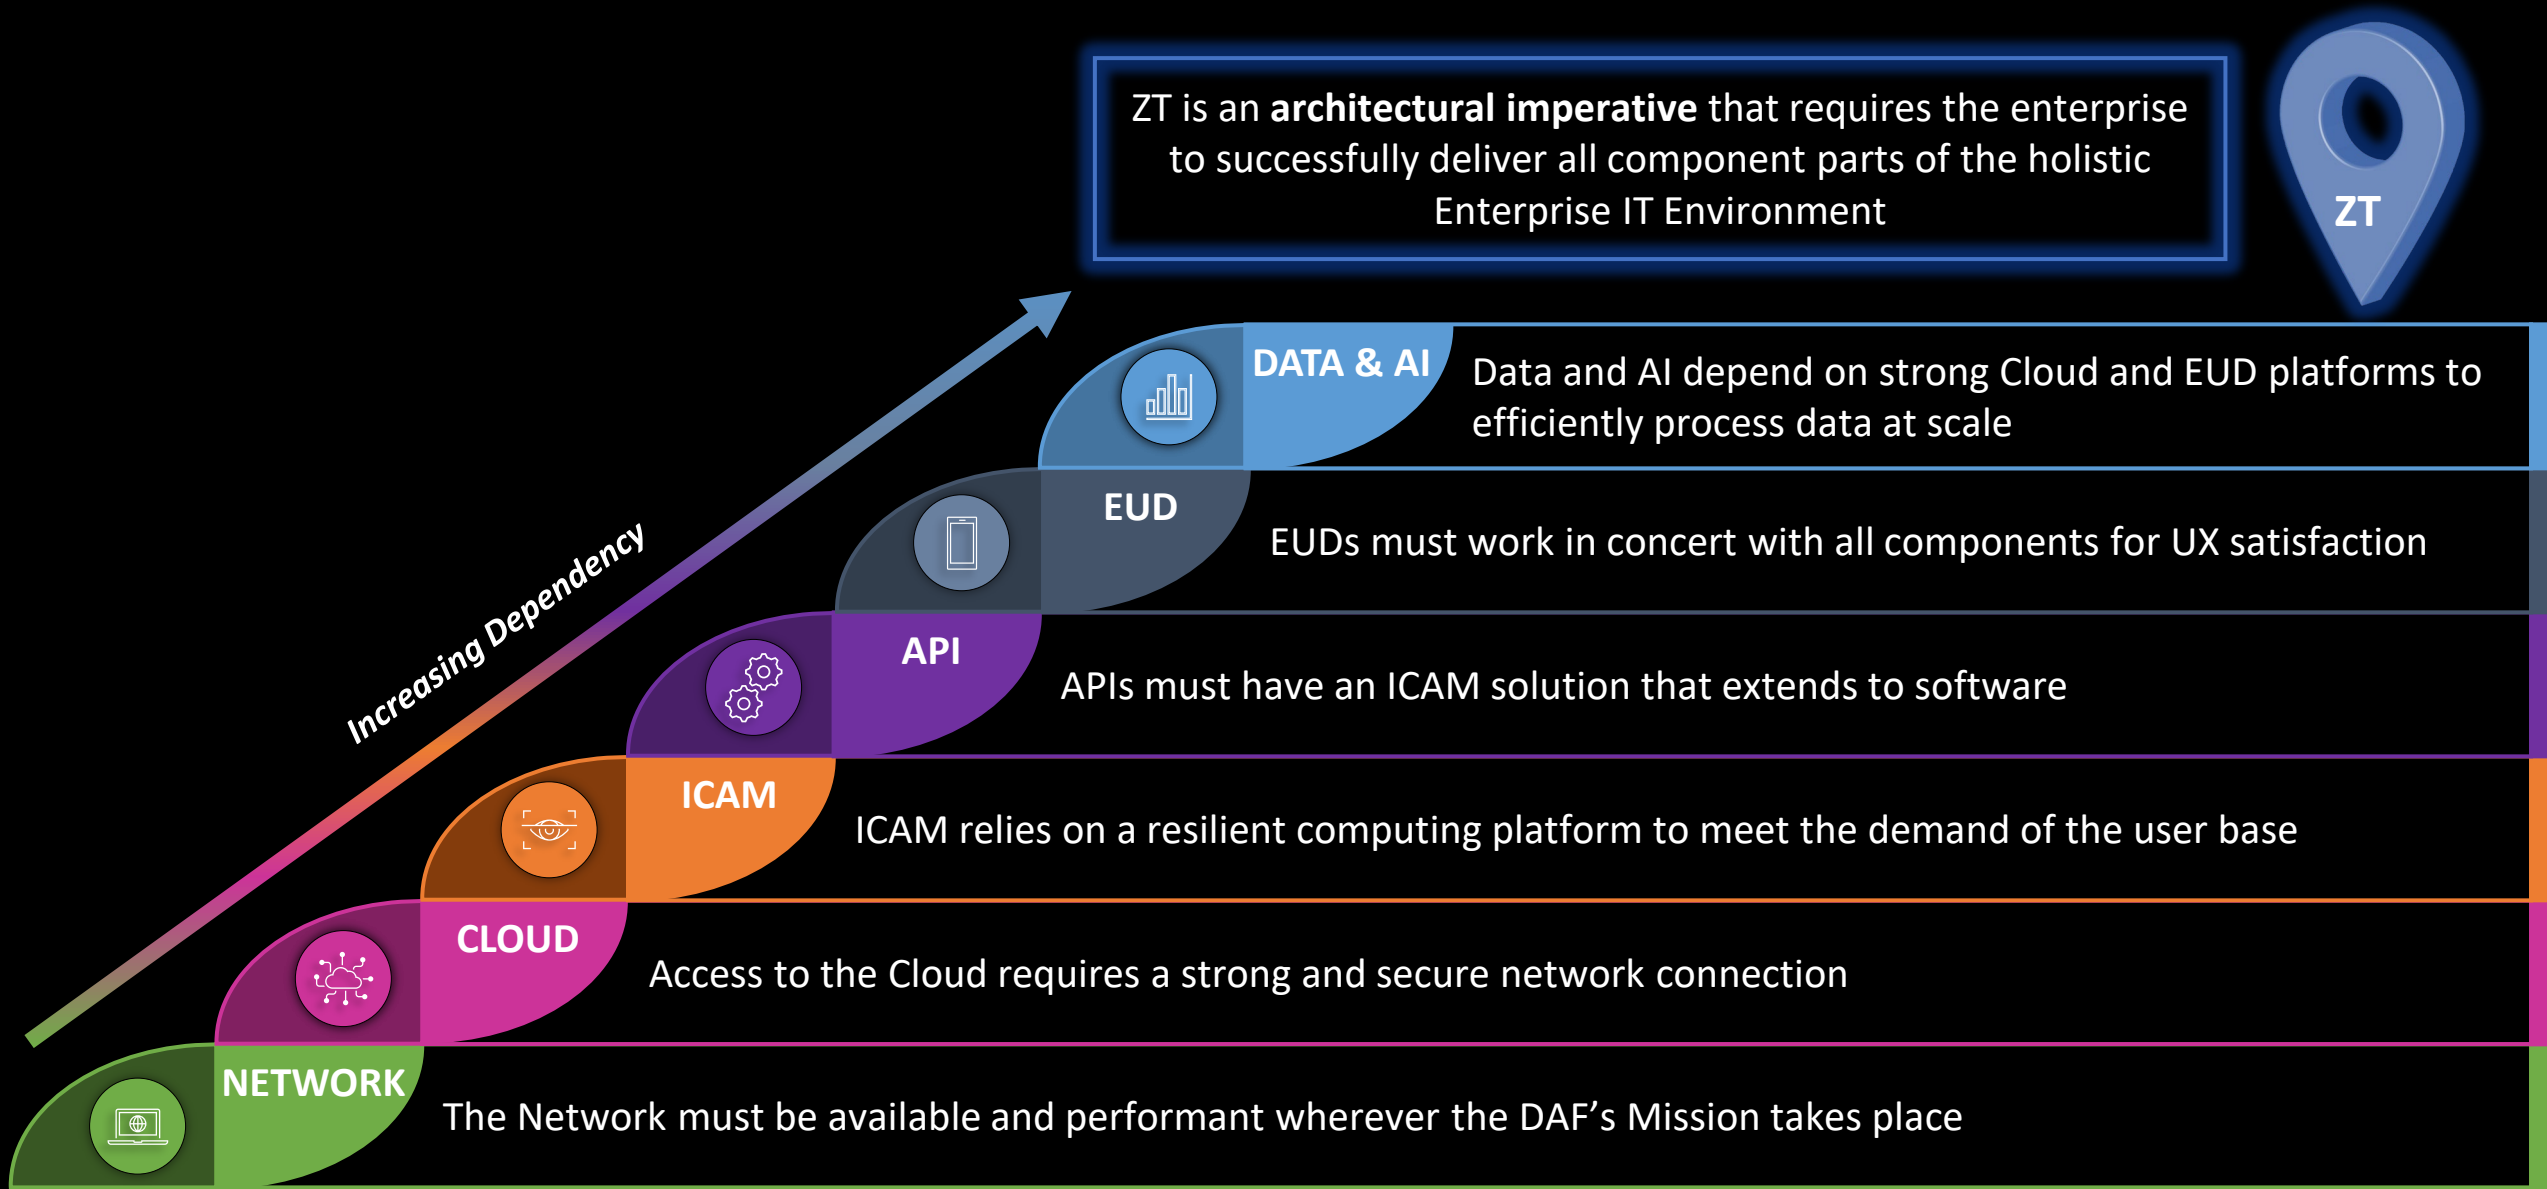 ZT is an architectural imperative that requires the enterprise
to successfully deliver all component parts of the holistic
Enterprise IT Environment
ZT
Increasing Dependency
DATA & AI
Data and AI depend on strong Cloud and EUD platforms to
efficiently process data at scale
EUD
EUDs must work in concert with all components for UX satisfaction
API
APIs must have an ICAM solution that extends to software
ICAM
ICAM relies on a resilient computing platform to meet the demand of the user base
CLOUD
Access to the Cloud requires a strong and secure network connection
NETWORK
The Network must be available and performant wherever the DAF’s Mission takes place